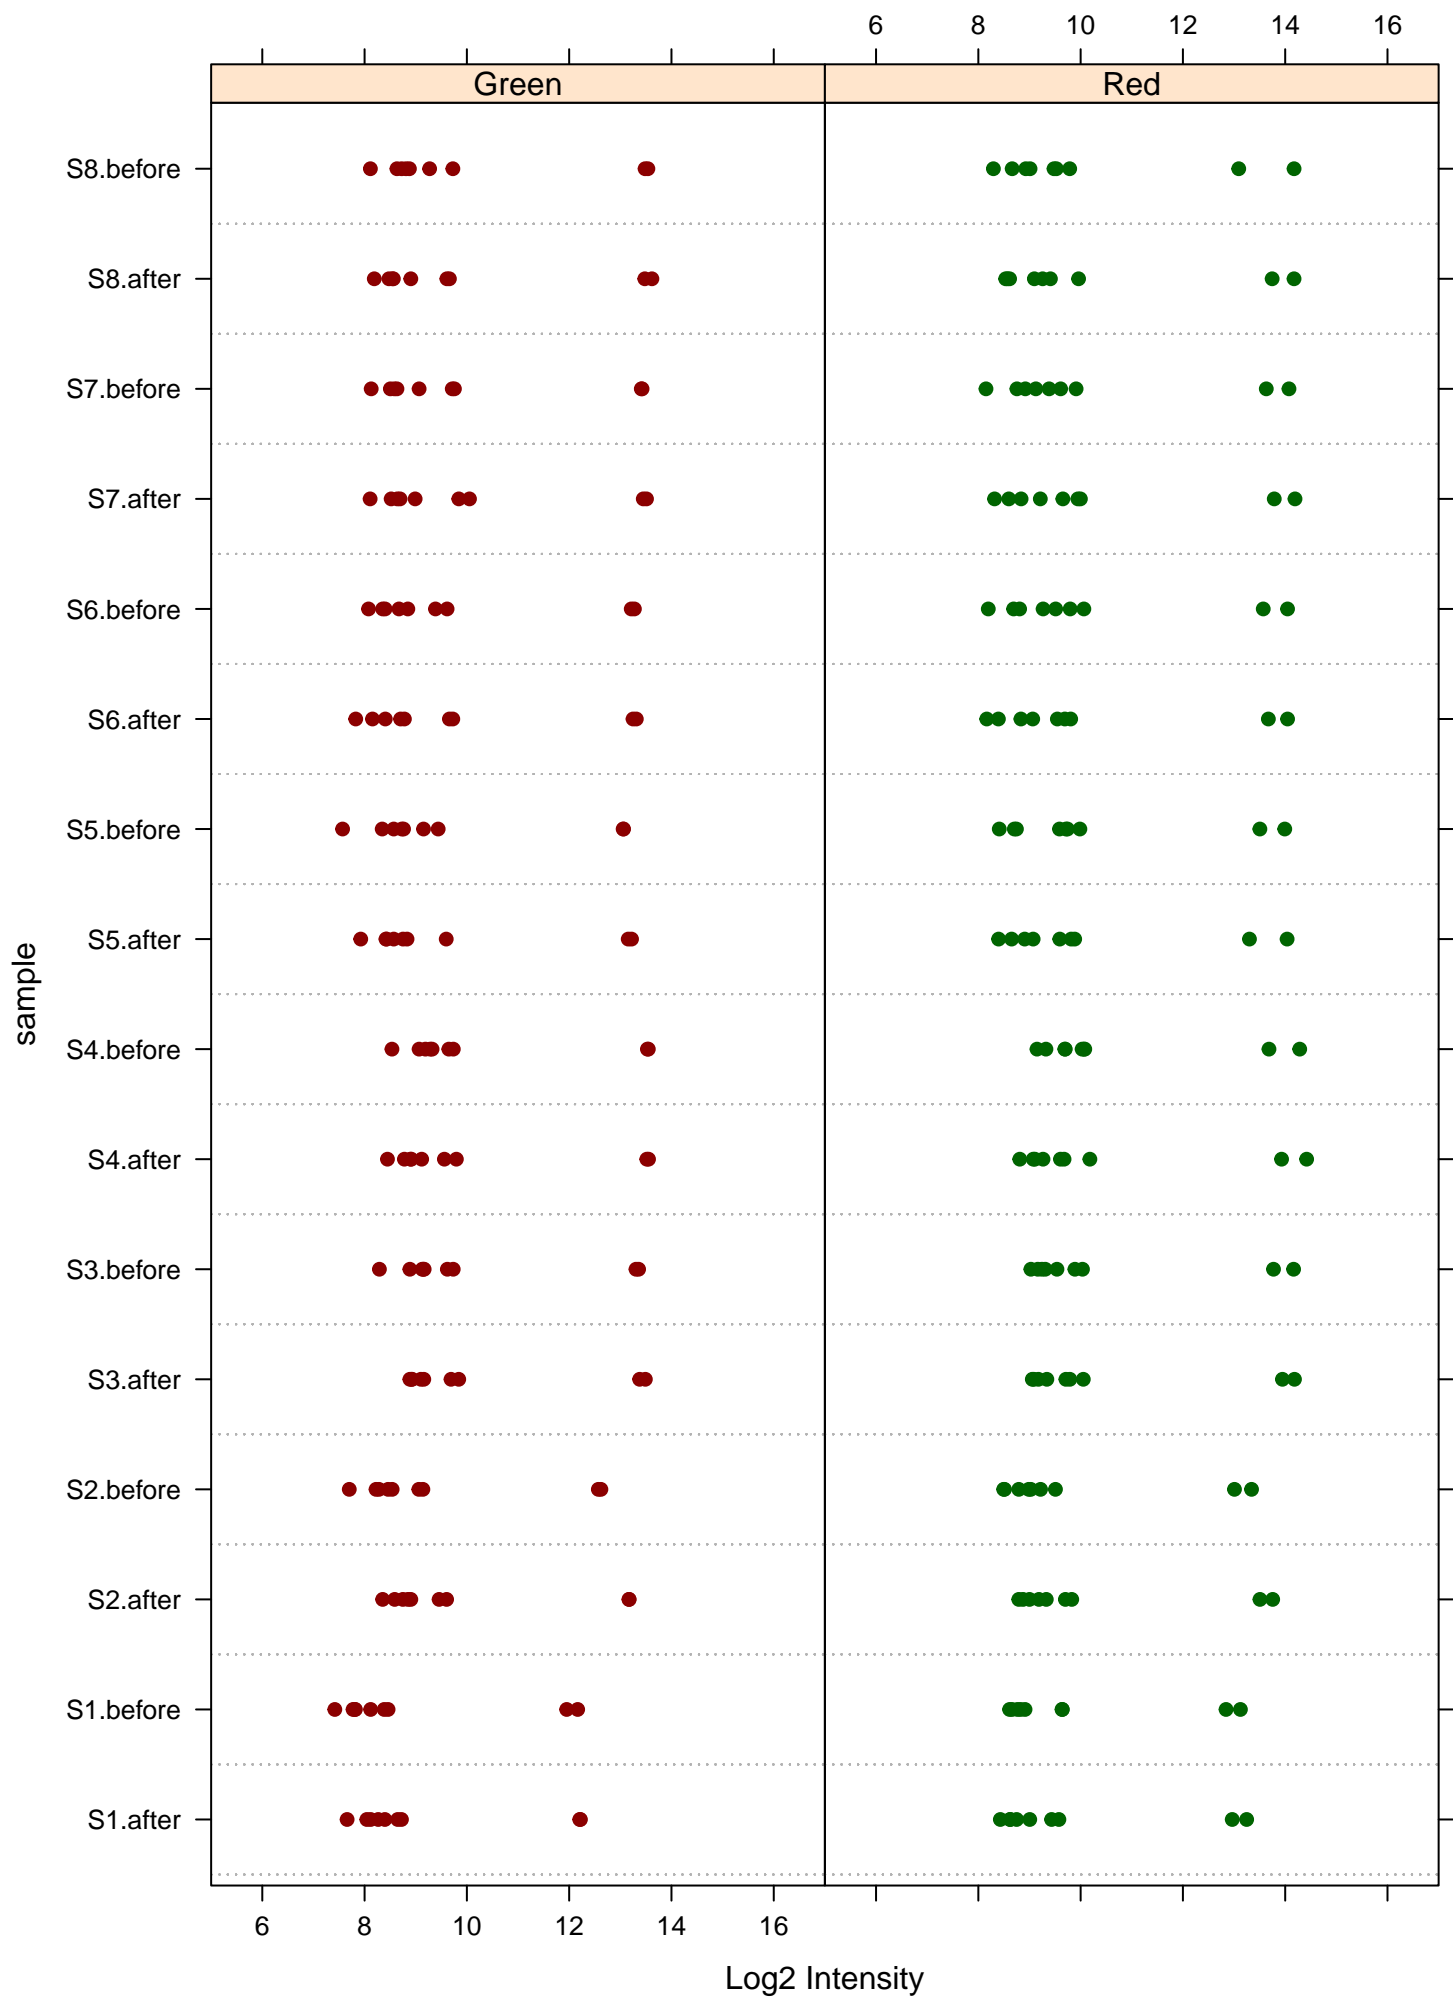 6 8 10 12 14 16
Green Red
S8.before
S8.after
S7.before
S7.after
S6.before
S6.after
S5.before
S5.after
S4.before
S4.after
S3.before
S3.after
S2.before
S2.after
S1.before
S1.after
sample
6 8 10 12 14 16
Log2 Intensity